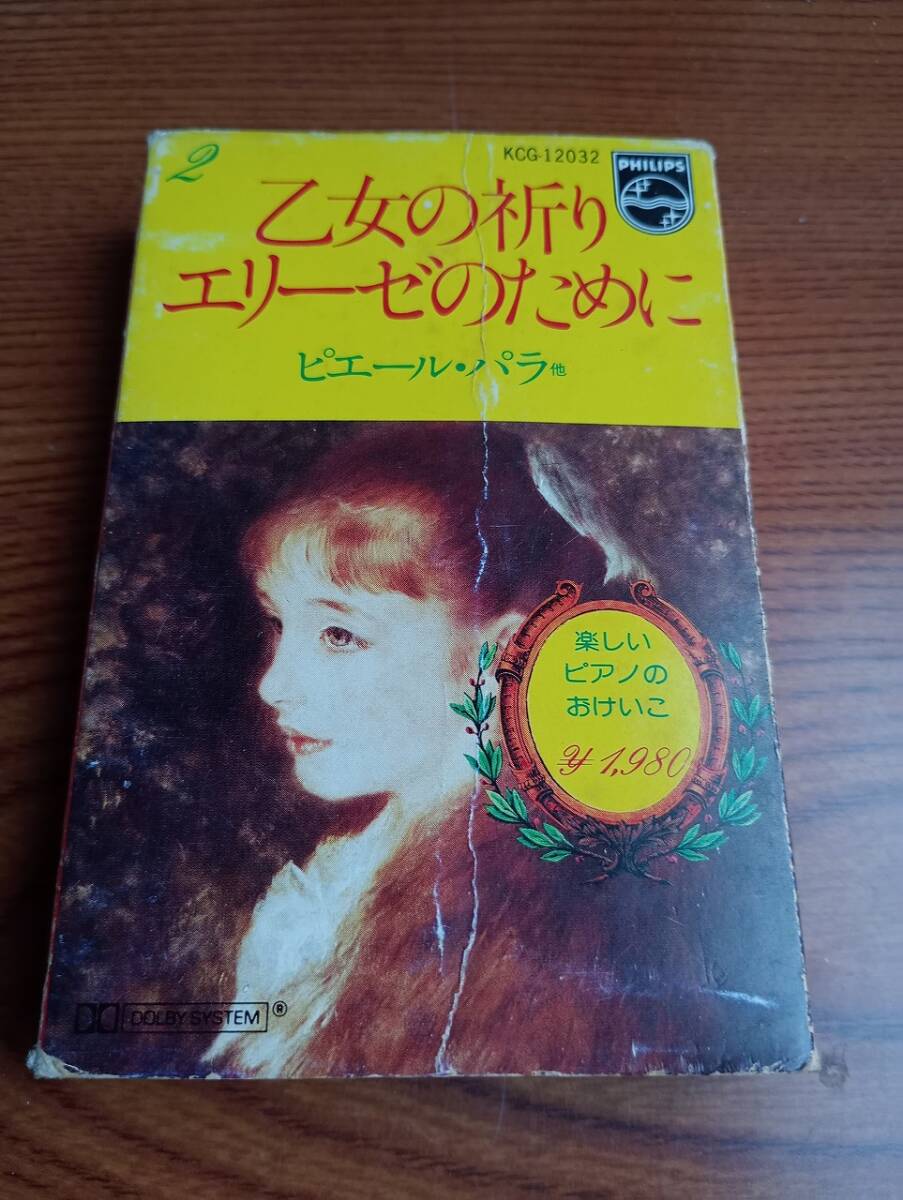 2
KCG-12032
PHILIPS
乙女の祈り
エリーゼのために
ピエール・パラ他
楽しい
ピアノの
おけいこ
¥1,980
DOLBY SYSTEM ®